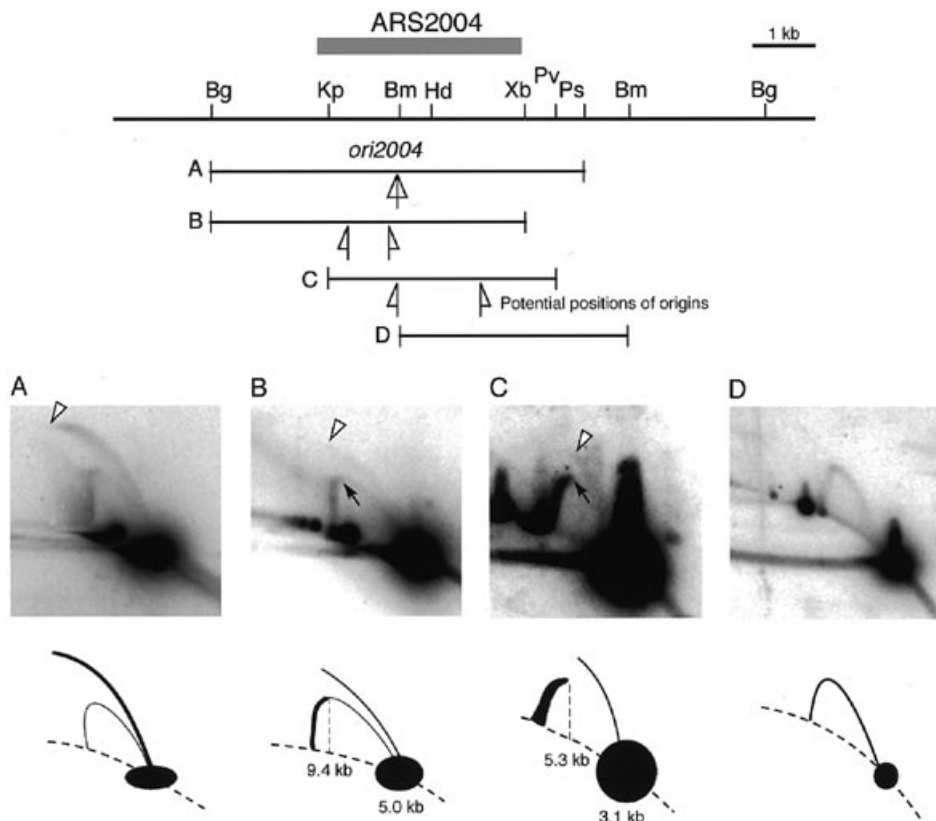 ARS2004
1 kb
Bg Kp Bm Hd Xb Pv Ps Bm Bg
ori2004
A
B
C
Potential positions of origins
D
A B C D
9.4 kb
5.0 kb
5.3 kb
3.1 kb